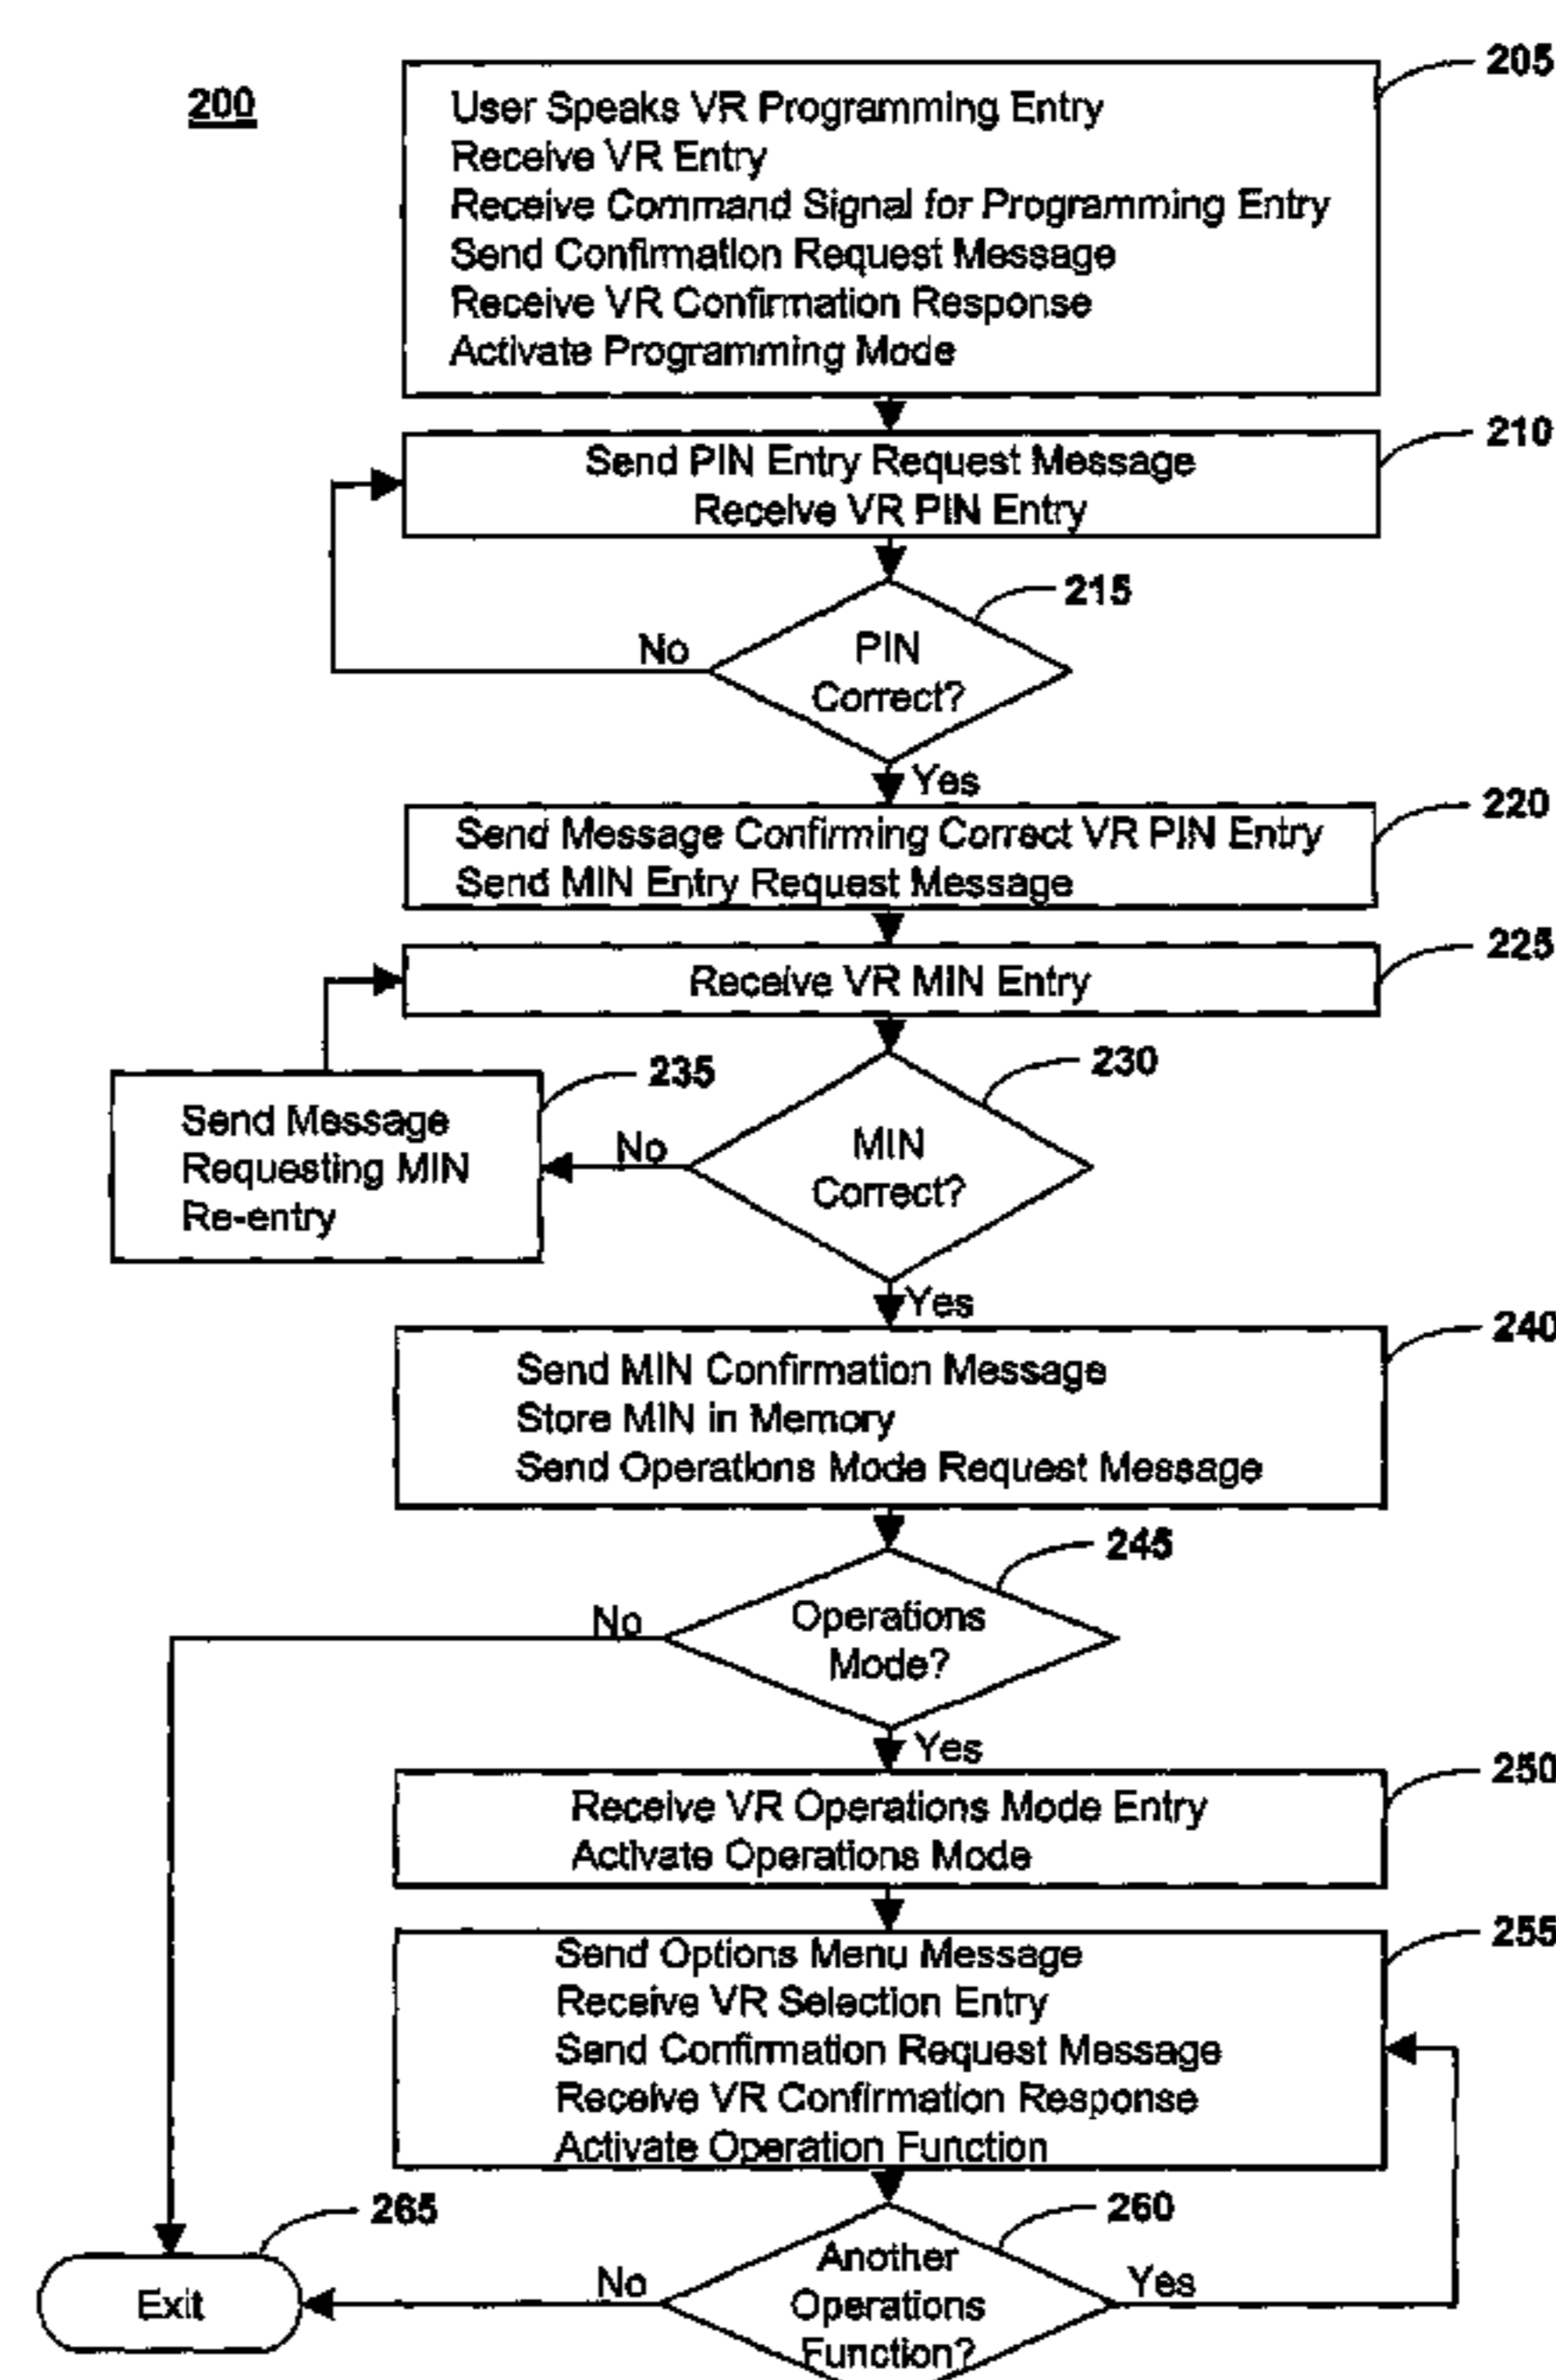 200
205
User Speaks VR Programming Entry
Receive VR Entry
Receive Command Signal for Programming Entry
Send Confirmation Request Message
Receive VR Confirmation Response
Activate Programming Mode
210
Send PIN Entry Request Message
Receive VR PIN Entry
215
No
PIN
Correct?
Yes
220
Send Message Confirming Correct VR PIN Entry
Send MIN Entry Request Message
225
Receive VR MIN Entry
230
235
Send Message
Requesting MIN
Re-entry
No
MIN
Correct?
Yes
240
Send MIN Confirmation Message
Store MIN in Memory
Send Operations Mode Request Message
245
No
Operations
Mode?
Yes
250
Receive VR Operations Mode Entry
Activate Operations Mode
255
Send Options Menu Message
Receive VR Selection Entry
Send Confirmation Request Message
Receive VR Confirmation Response
Activate Operation Function
265
260
Exit
No
Another
Operations
Function?
Yes